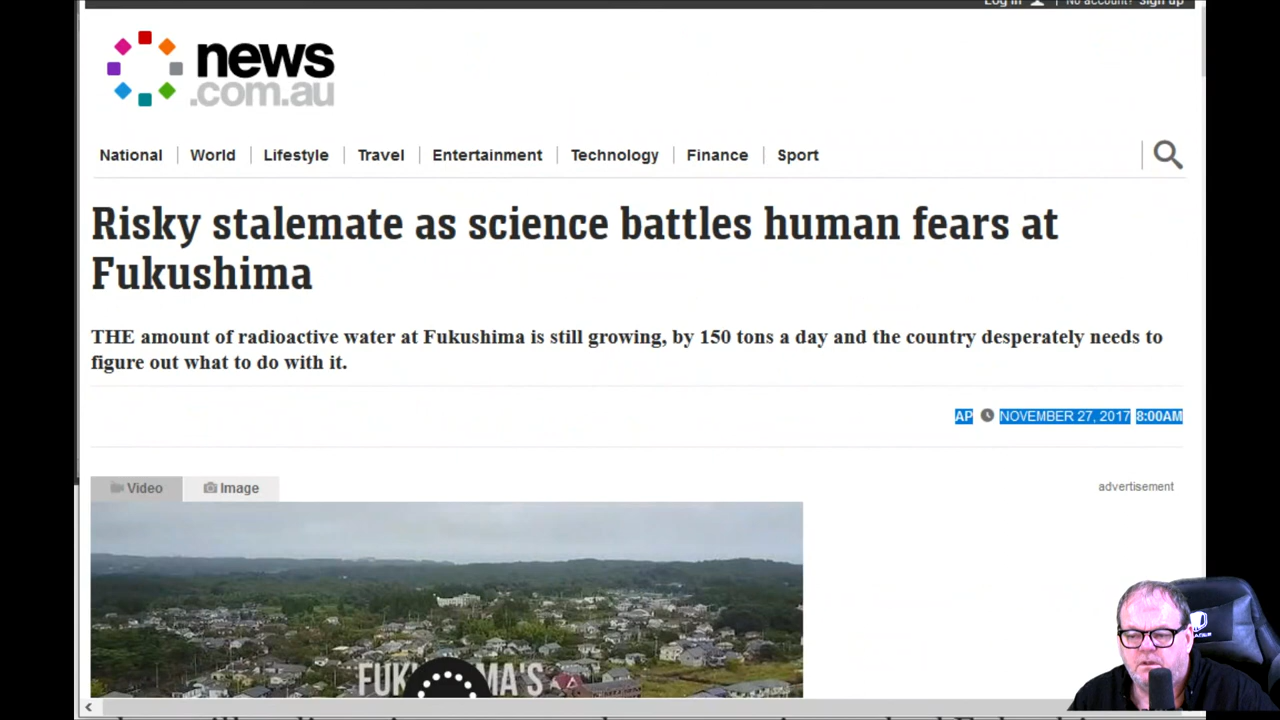 Log in | No account? Sign up
news
.com.au
National World Lifestyle Travel Entertainment Technology Finance Sport
Risky stalemate as science battles human fears at
Fukushima
THE amount of radioactive water at Fukushima is still growing, by 150 tons a day and the country desperately needs to
figure out what to do with it.
AP NOVEMBER 27, 2017 8:00AM
Video Image
advertisement